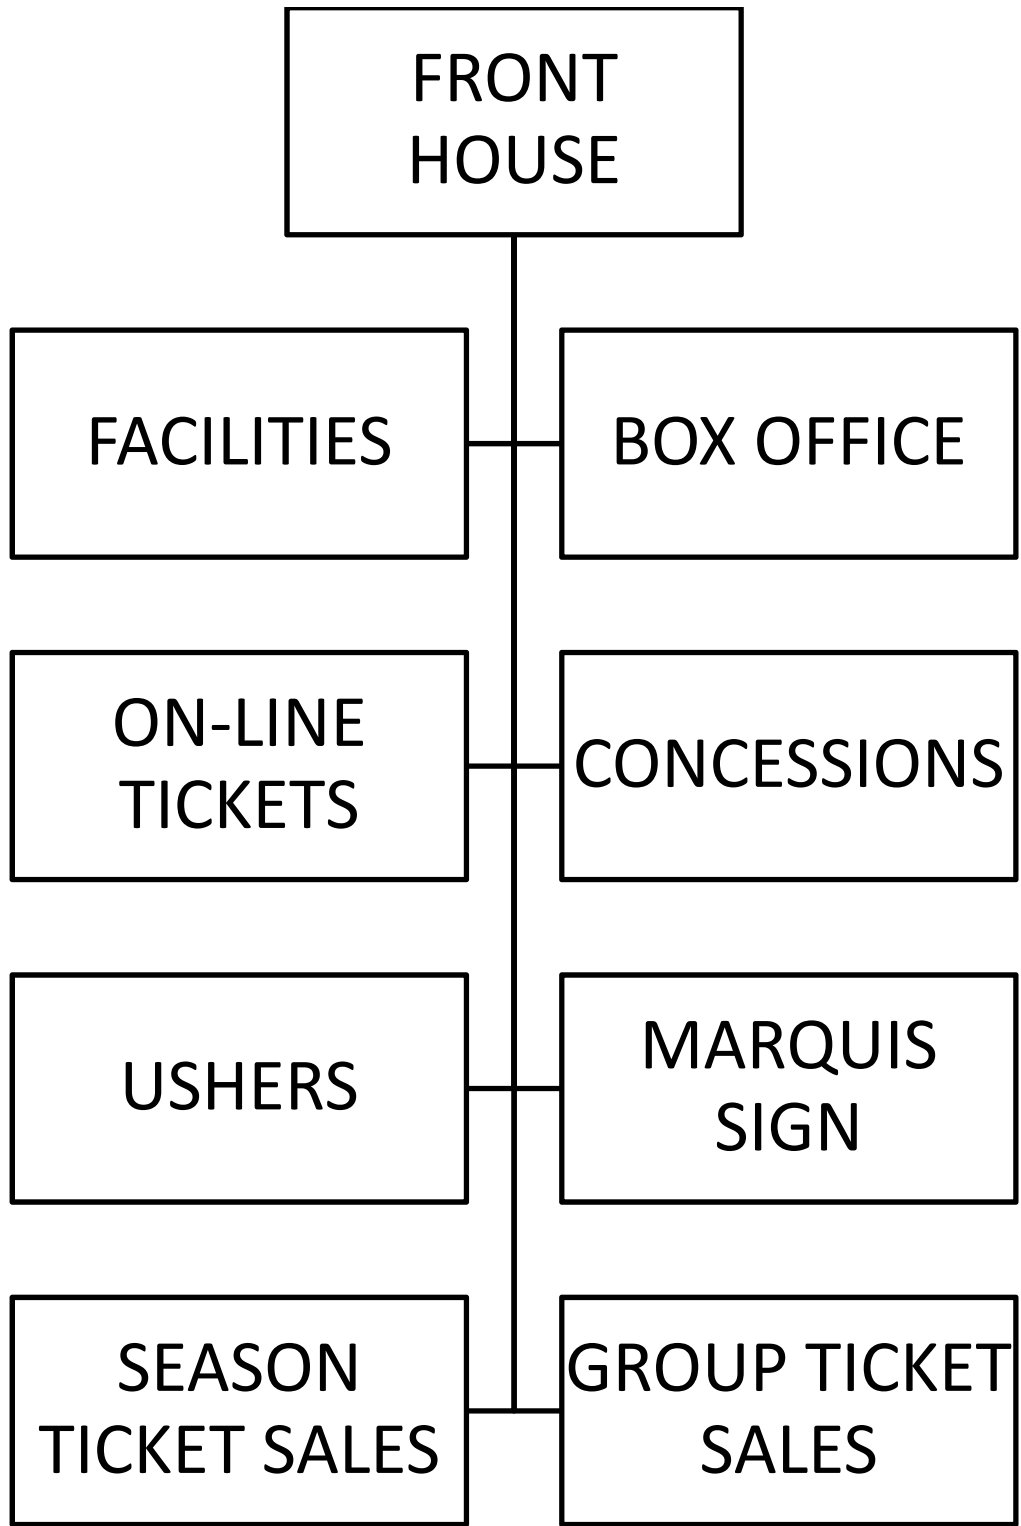 FRONT
HOUSE
FACILITIES
BOX OFFICE
ON-LINE
TICKETS
CONCESSIONS
USHERS
MARQUIS
SIGN
SEASON
TICKET SALES
GROUP TICKET
SALES